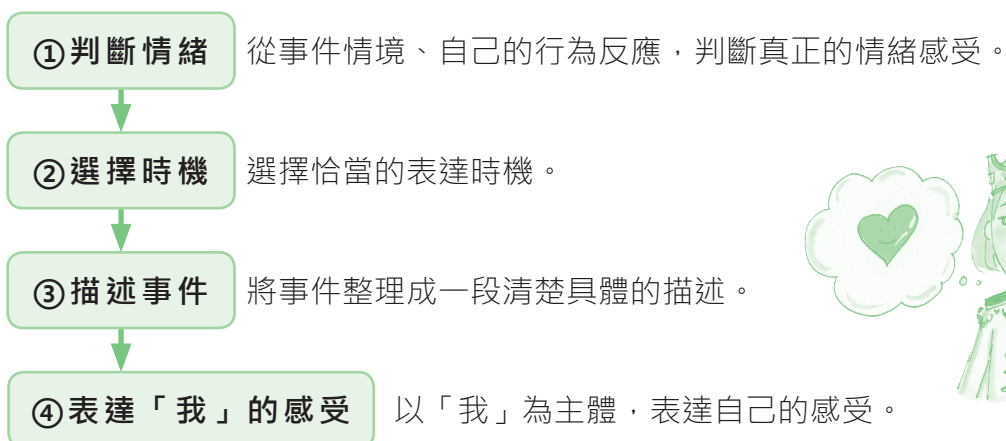 ①判斷情緒 從事件情境、自己的行為反應，判斷真正的情緒感受。
②選擇時機 選擇恰當的表達時機。
③描述事件 將事件整理成一段清楚具體的描述。
④表達「我」的感受 以「我」為主體，表達自己的感受。